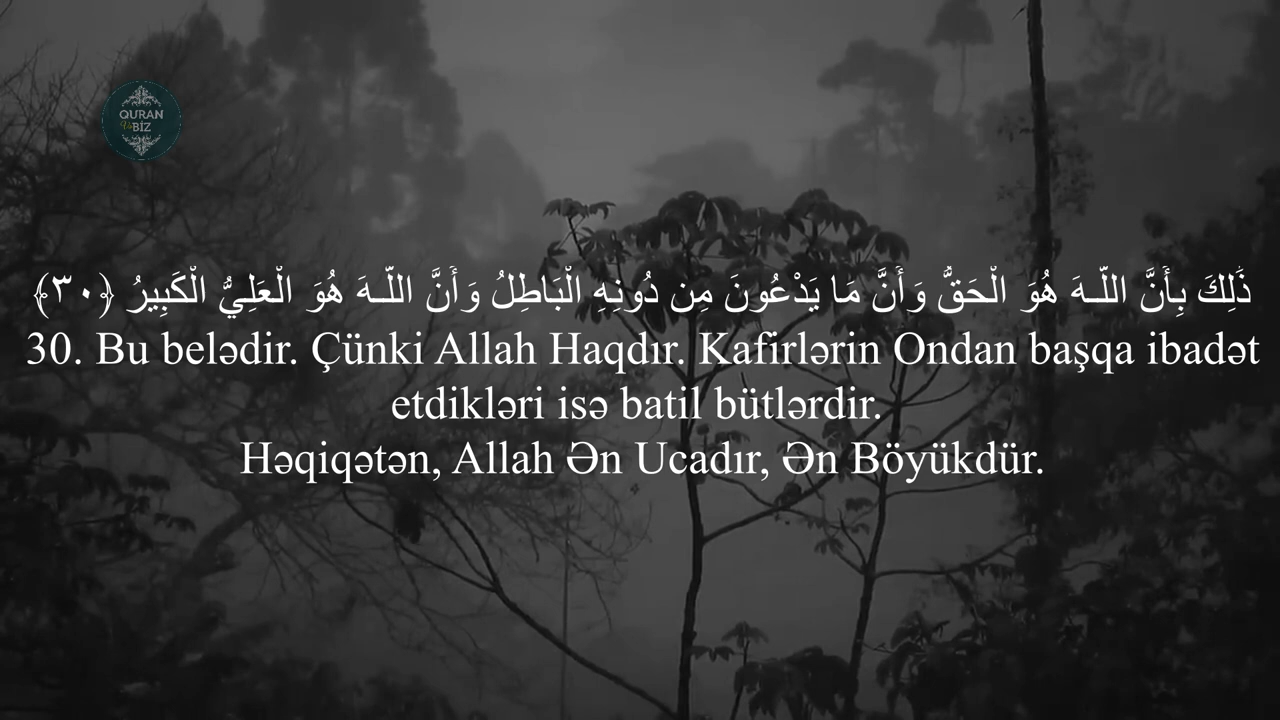 QURAN
Və BİZ
ذَٰلِكَ بِأَنَّ اللَّـهَ هُوَ الْحَقُّ وَأَنَّ مَا يَدْعُونَ مِن دُونِهِ الْبَاطِلُ وَأَنَّ اللَّـهَ هُوَ الْعَلِيُّ الْكَبِيرُ ﴿٣٠﴾
30. Bu belədir. Çünki Allah Haqdır. Kafirlərin Ondan başqa ibadət
etdikləri isə batil bütlərdir.
Həqiqətən, Allah Ən Ucadır, Ən Böyükdür.